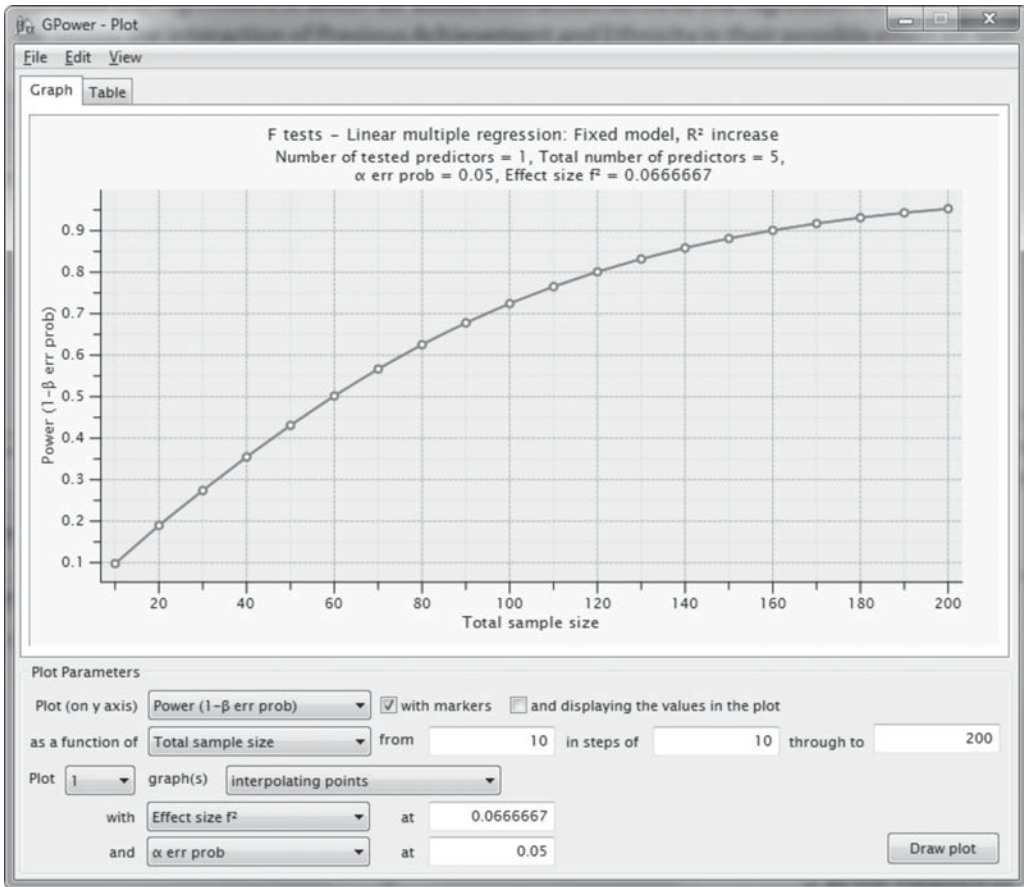 GPower - Plot
File Edit View
Graph Table
F tests - Linear multiple regression: Fixed model, R² increase
Number of tested predictors = 1, Total number of predictors = 5,
α err prob = 0.05, Effect size f² = 0.0666667
Power (1-β err prob)
0.9
0.8
0.7
0.6
0.5
0.4
0.3
0.2
0.1
20 40 60 80 100 120 140 160 180 200
Total sample size
Plot Parameters
Plot (on y axis) Power (1-β err prob) with markers and displaying the values in the plot
as a function of Total sample size from 10 in steps of 10 through to 200
Plot 1 graph(s) interpolating points
with Effect size f² at 0.0666667
and α err prob at 0.05
Draw plot